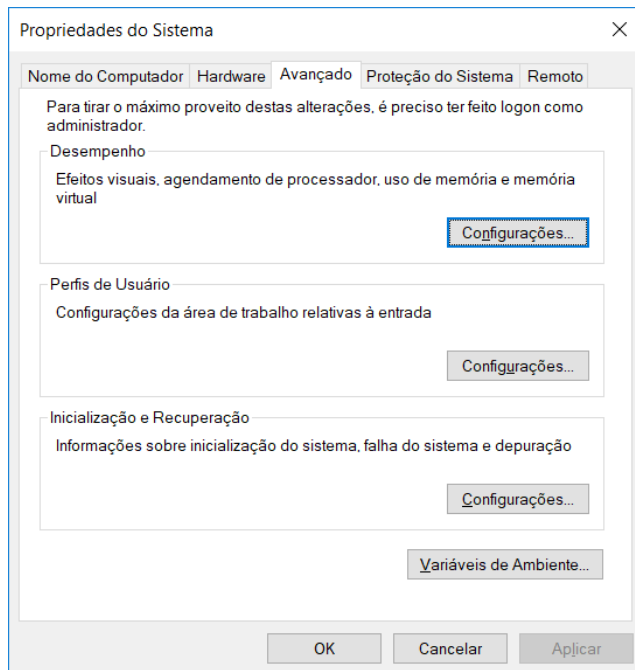 Propriedades do Sistema
Nome do Computador Hardware Avançado Proteção do Sistema Remoto
Para tirar o máximo proveito destas alterações, é preciso ter feito logon como
administrador.
Desempenho
Efeitos visuais, agendamento de processador, uso de memória e memória
virtual
Configurações...
Perfis de Usuário
Configurações da área de trabalho relativas à entrada
Configurações...
Inicialização e Recuperação
Informações sobre inicialização do sistema, falha do sistema e depuração
Configurações...
Variáveis de Ambiente...
OK Cancelar Aplicar